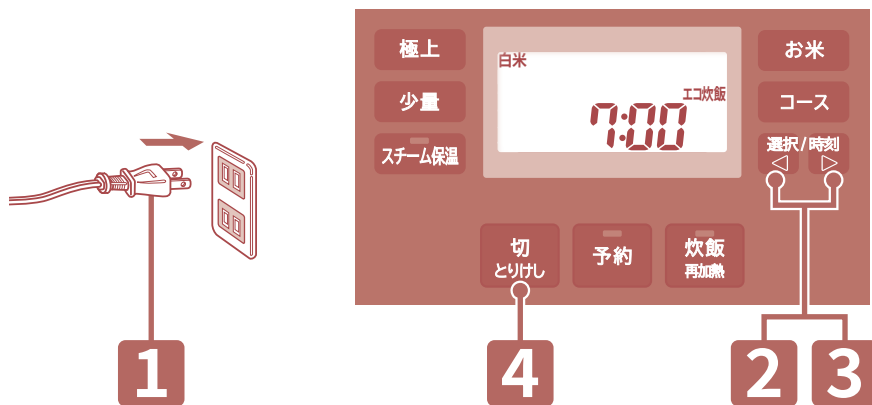 極上
少量
スチーム保温
白米
エコ炊飯
7:00
お米
コース
選択/時刻
◁ ▷
切
とりけし
予約
炊飯
再加熱
1
4
2
3